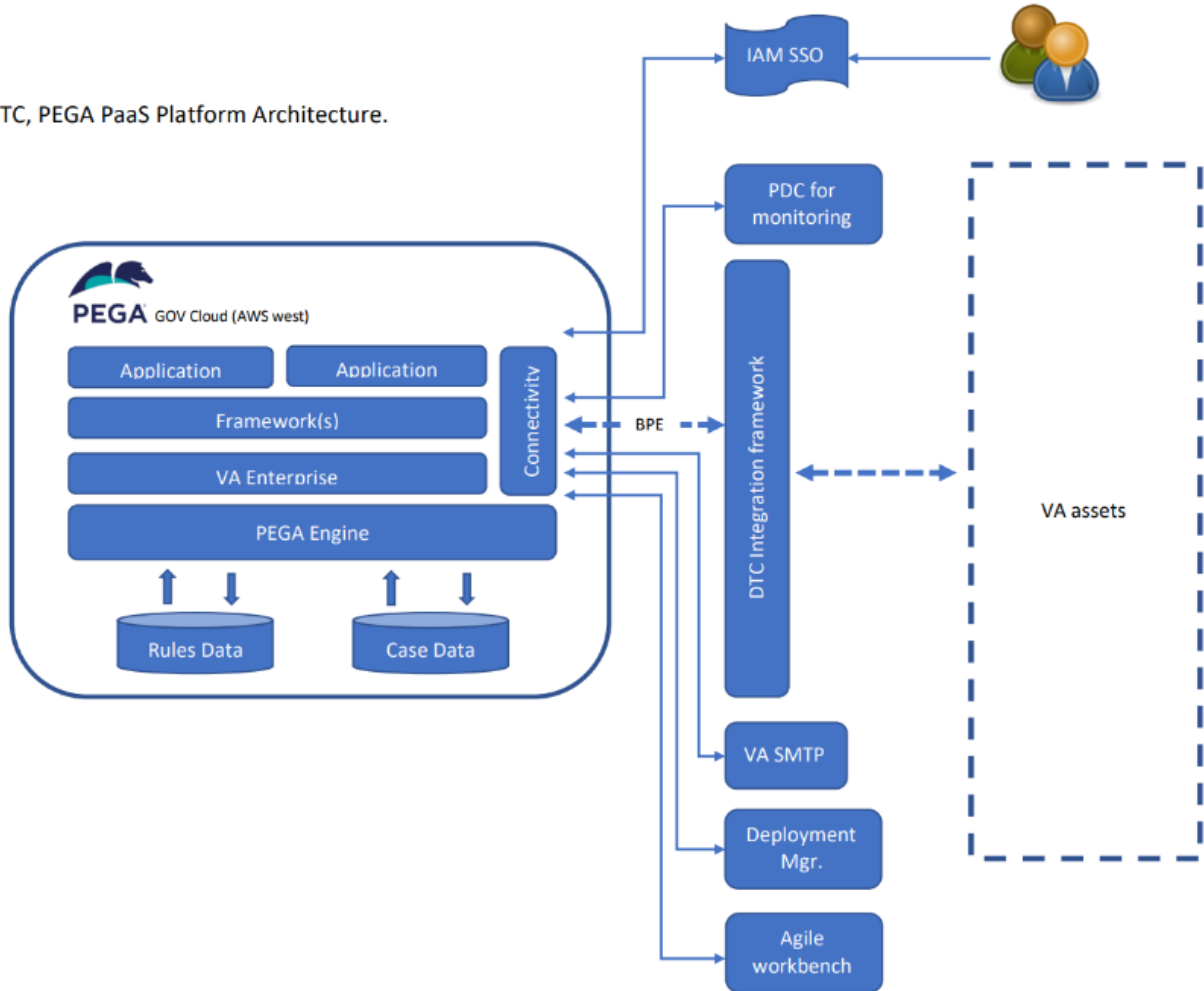 IAM SSO
TC, PEGA PaaS Platform Architecture.
PDC for
monitoring
PEGA GOV Cloud (AWS west)
Application
Application
Connectivity
Framework(s)
BPE
VA Enterprise
PEGA Engine
DTC Integration framework
VA assets
Rules Data
Case Data
VA SMTP
Deployment
Mgr.
Agile
workbench